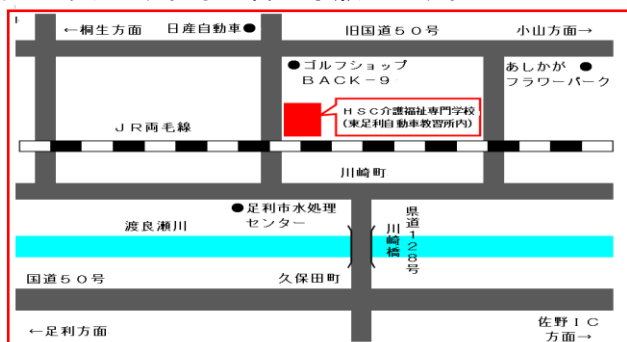 ←桐生方面
日産自動車●
旧国道５０号
小山方面→
●ゴルフショップ
ＢＡＣＫ－９
あしかが ●
フラワーパーク
ＨＳＣ介護福祉専門学校
(東足利自動車教習所内)
ＪＲ両毛線
川崎町
●足利市水処理
センター
渡良瀬川
川崎橋
県道１２８号
国道５０号
久保田町
←足利方面
佐野ＩＣ
方面→